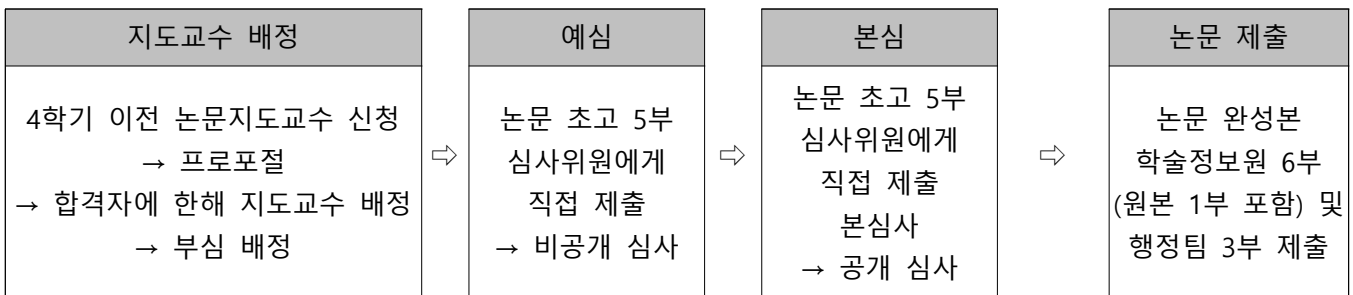 지도교수 배정
4학기 이전 논문지도교수 신청
→ 프로포절
→ 합격자에 한해 지도교수 배정
→ 부심 배정
⇨
예심
논문 초고 5부
심사위원에게
직접 제출
→ 비공개 심사
⇨
본심
논문 초고 5부
심사위원에게
직접 제출
본심사
→ 공개 심사
⇨
논문 제출
논문 완성본
학술정보원 6부
(원본 1부 포함) 및
행정팀 3부 제출